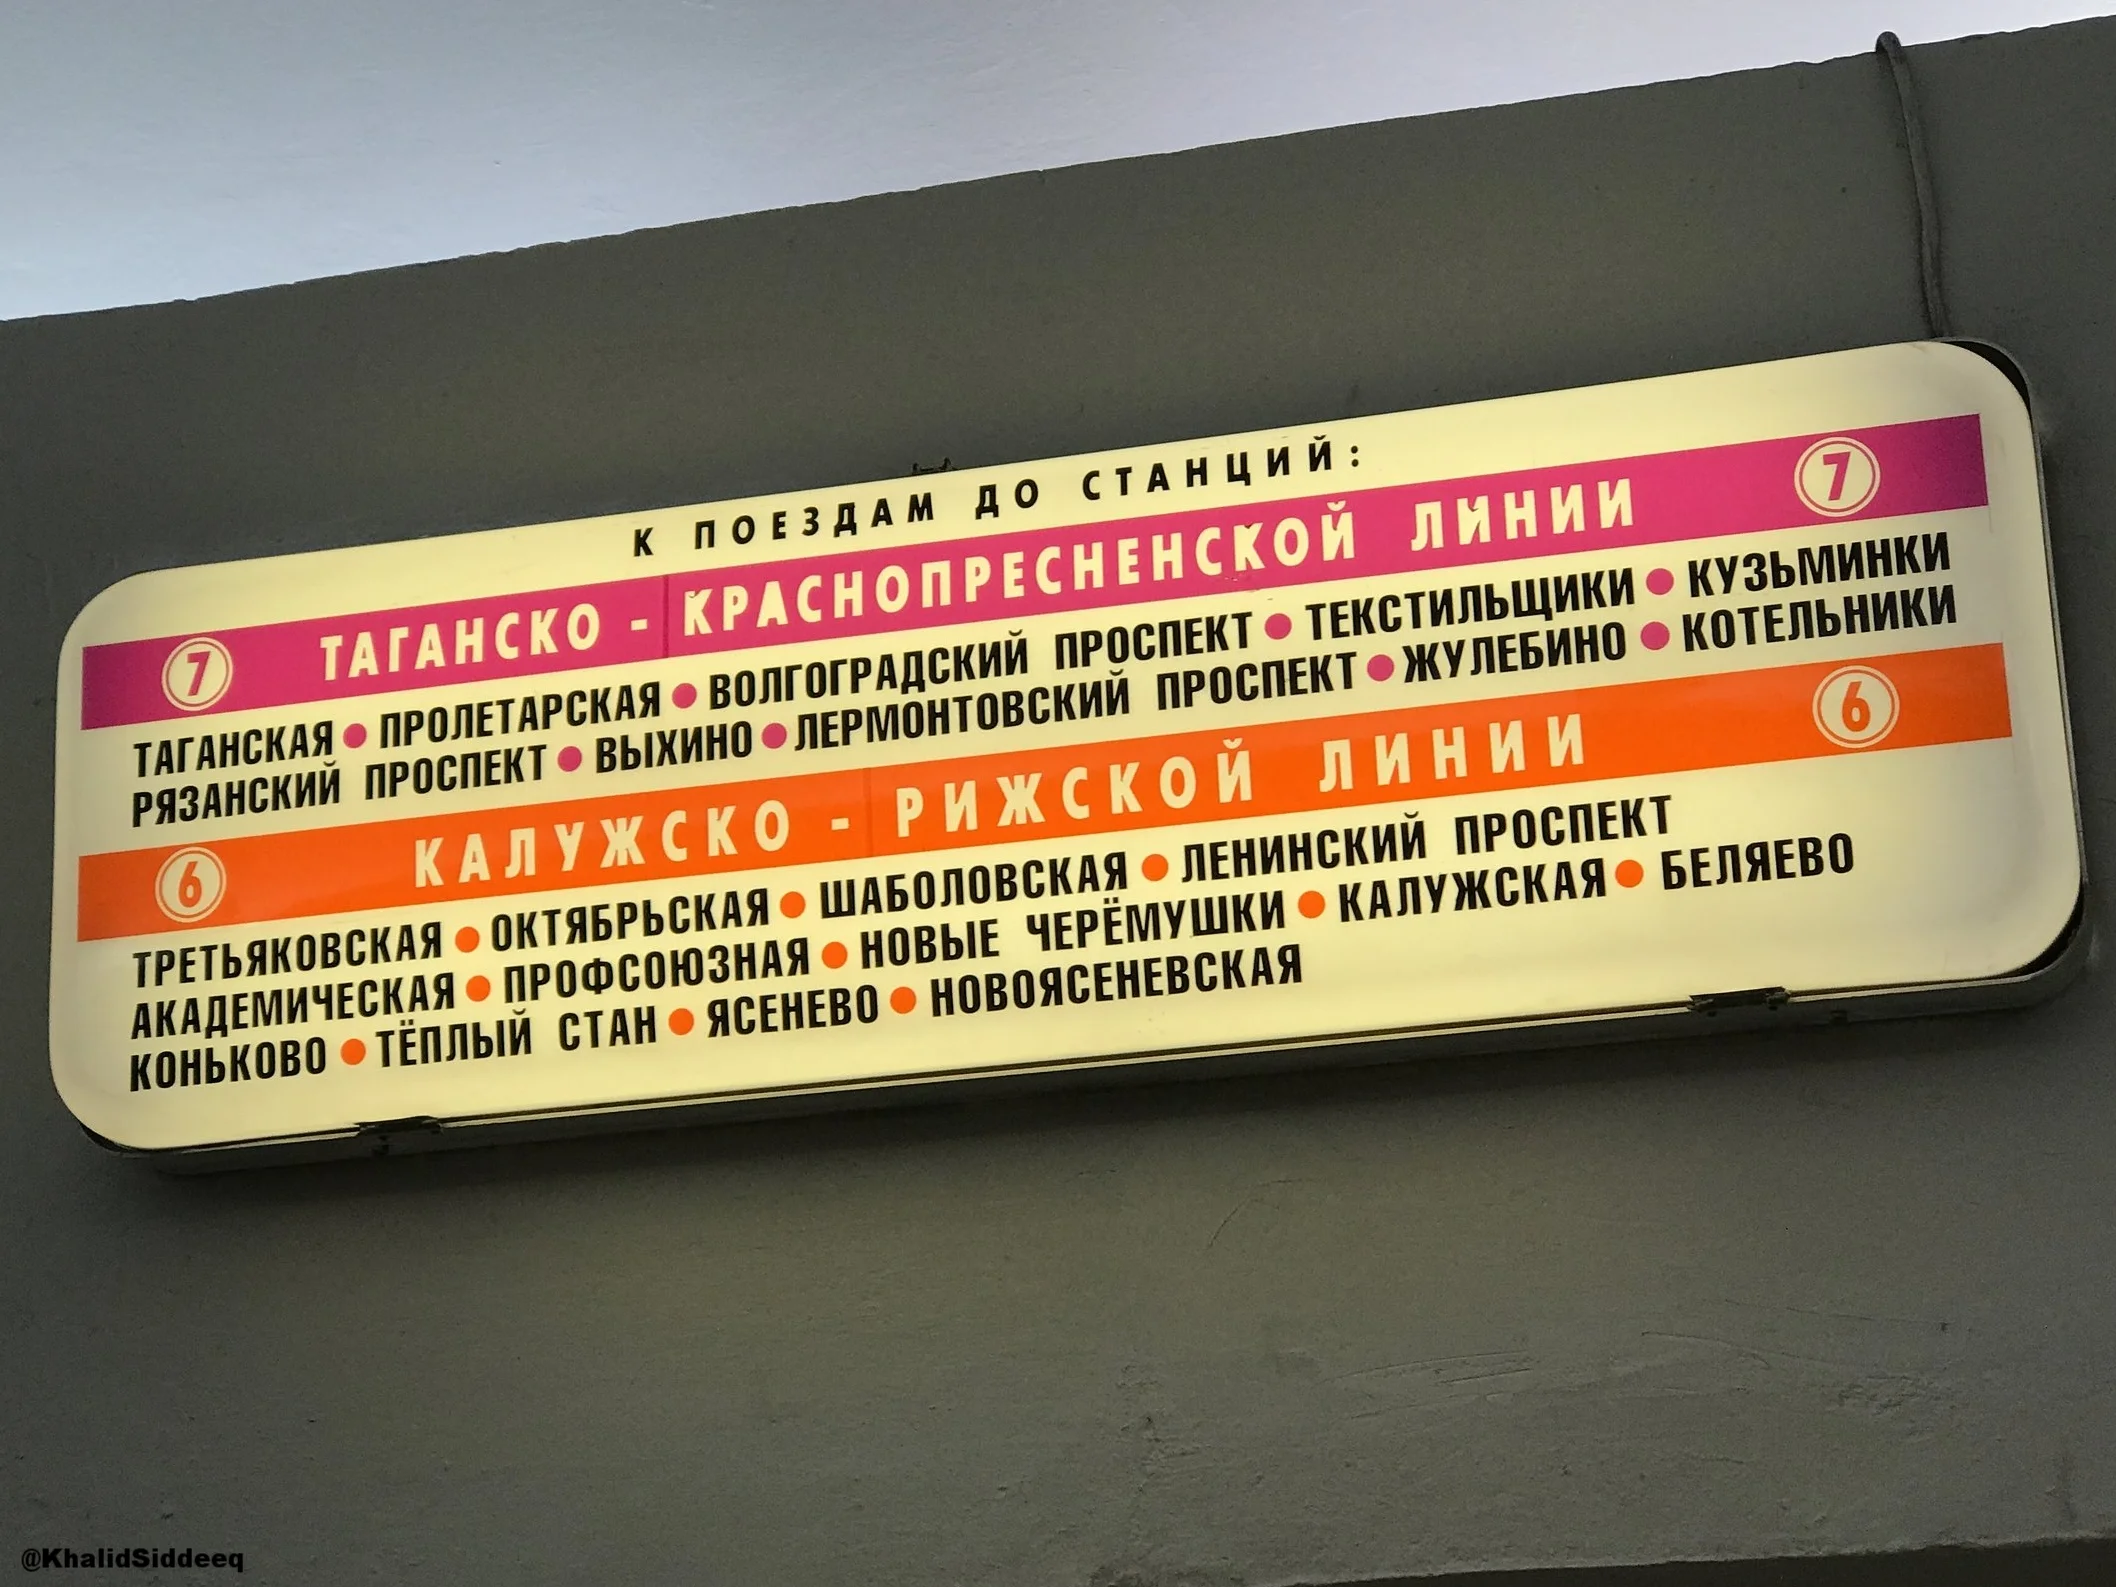 К ПОЕЗДАМ ДО СТАНЦИЙ:
7 ТАГАНСКО - КРАСНОПРЕСНЕНСКОЙ ЛИНИИ 7
ТАГАНСКАЯ ● ПРОЛЕТАРСКАЯ ● ВОЛГОГРАДСКИЙ ПРОСПЕКТ ● ТЕКСТИЛЬЩИКИ ● КУЗЬМИНКИ
РЯЗАНСКИЙ ПРОСПЕКТ ● ВЫХИНО ● ЛЕРМОНТОВСКИЙ ПРОСПЕКТ ● ЖУЛЕБИНО ● КОТЕЛЬНИКИ
6 КАЛУЖСКО - РИЖСКОЙ ЛИНИИ 6
ТРЕТЬЯКОВСКАЯ ● ОКТЯБРЬСКАЯ ● ШАБОЛОВСКАЯ ● ЛЕНИНСКИЙ ПРОСПЕКТ
АКАДЕМИЧЕСКАЯ ● ПРОФСОЮЗНАЯ ● НОВЫЕ ЧЕРЁМУШКИ ● КАЛУЖСКАЯ ● БЕЛЯЕВО
КОНЬКОВО ● ТЁПЛЫЙ СТАН ● ЯСЕНЕВО ● НОВОЯСЕНЕВСКАЯ
@KhalidSiddeeq